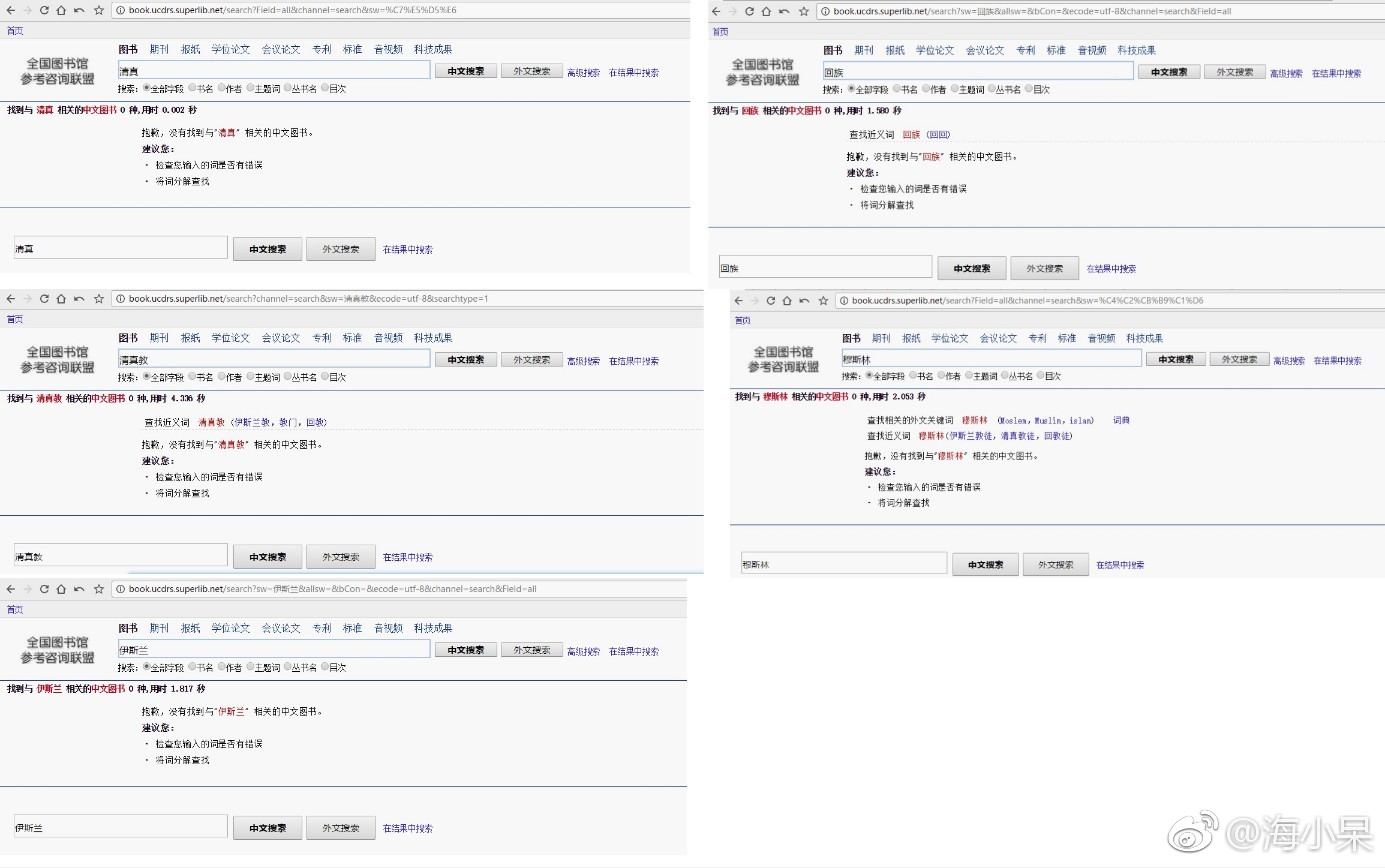 book.ucdrs.superlib.net/search?Field=all&channel=search&sw=%C7%E5%D5%E6
首页
图书 期刊 报纸 学位论文 会议论文 专利 标准 音视频 科技成果
全国图书馆
参考咨询联盟
清真 中文搜索 外文搜索 高级搜索 在结果中搜索
搜索: 全部字段 书名 作者 主题词 丛书名 目次
找到与 清真 相关的中文图书 0 种,用时 0.002 秒
抱歉，没有找到与"清真" 相关的中文图书。
建议您:
· 检查您输入的词是否有错误
· 将词分解查找
清真 中文搜索 外文搜索 在结果中搜索
book.ucdrs.superlib.net/search?sw=回族&allsw=&bCon=&ecode=utf-8&channel=search&Field=all
首页
图书 期刊 报纸 学位论文 会议论文 专利 标准 音视频 科技成果
全国图书馆
参考咨询联盟
回族 中文搜索 外文搜索 高级搜索 在结果中搜索
搜索: 全部字段 书名 作者 主题词 丛书名 目次
找到与 回族 相关的中文图书 0 种,用时 1.580 秒
查找近义词 回族 (回回)
抱歉，没有找到与"回族" 相关的中文图书。
建议您:
· 检查您输入的词是否有错误
· 将词分解查找
回族 中文搜索 外文搜索 在结果中搜索
book.ucdrs.superlib.net/search?channel=search&sw=清真教&ecode=utf-8&searchtype=1
首页
图书 期刊 报纸 学位论文 会议论文 专利 标准 音视频 科技成果
全国图书馆
参考咨询联盟
清真教 中文搜索 外文搜索 高级搜索 在结果中搜索
搜索: 全部字段 书名 作者 主题词 丛书名 目次
找到与 清真教 相关的中文图书 0 种,用时 4.336 秒
查找近义词 清真教 (伊斯兰教, 教门, 回教)
抱歉，没有找到与"清真教" 相关的中文图书。
建议您:
· 检查您输入的词是否有错误
· 将词分解查找
清真教 中文搜索 外文搜索 在结果中搜索
book.ucdrs.superlib.net/search?Field=all&channel=search&sw=%C4%C2%CB%B9%C1%D6
首页
图书 期刊 报纸 学位论文 会议论文 专利 标准 音视频 科技成果
全国图书馆
参考咨询联盟
穆斯林 中文搜索 外文搜索 高级搜索 在结果中搜索
搜索: 全部字段 书名 作者 主题词 丛书名 目次
找到与 穆斯林 相关的中文图书 0 种,用时 2.053 秒
查找相关的外文关键词 穆斯林 (Moslem, Muslim, islam) 词典
查找近义词 穆斯林(伊斯兰教徒, 清真教徒, 回教徒)
抱歉，没有找到与"穆斯林" 相关的中文图书。
建议您:
· 检查您输入的词是否有错误
· 将词分解查找
穆斯林 中文搜索 外文搜索 在结果中搜索
book.ucdrs.superlib.net/search?sw=伊斯兰&allsw=&bCon=&ecode=utf-8&channel=search&Field=all
首页
图书 期刊 报纸 学位论文 会议论文 专利 标准 音视频 科技成果
全国图书馆
参考咨询联盟
伊斯兰 中文搜索 外文搜索 高级搜索 在结果中搜索
搜索: 全部字段 书名 作者 主题词 丛书名 目次
找到与 伊斯兰 相关的中文图书 0 种,用时 1.817 秒
抱歉，没有找到与"伊斯兰" 相关的中文图书。
建议您:
· 检查您输入的词是否有错误
· 将词分解查找
伊斯兰 中文搜索 外文搜索 在结果中搜索
@海小呆